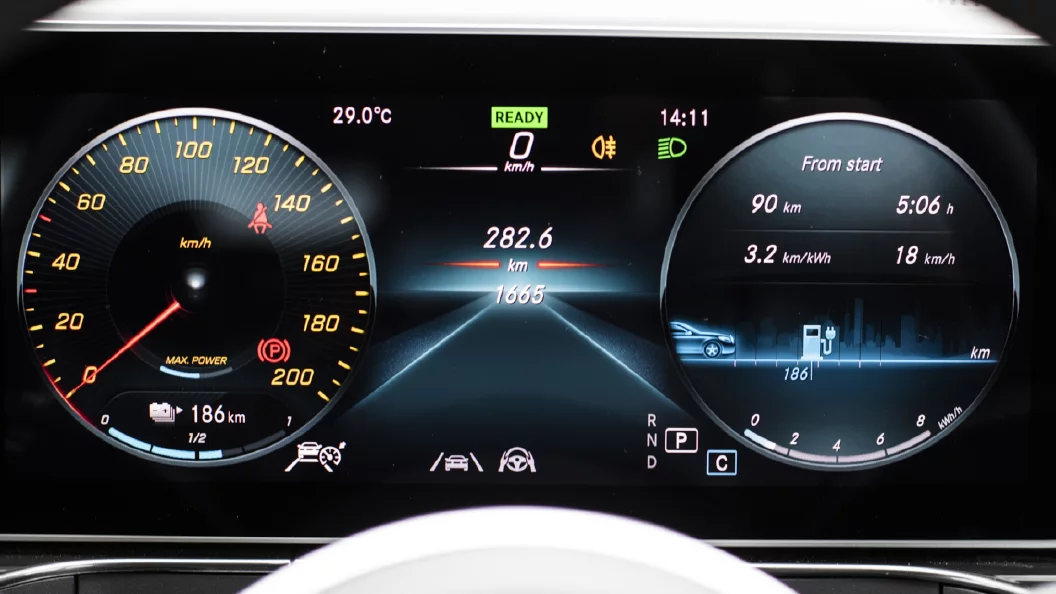 29.0°C
READY
14:11
0
km/h
100
80
120
60
140
km/h
40
160
20
180
0
200
MAX. POWER
P
186 km
0
1/2
1
282.6
km
1665
From start
90 km
5:06 h
3.2 km/kWh
18 km/h
km
186
0
2
4
6
8
kWh/h
R
N
P
D
C